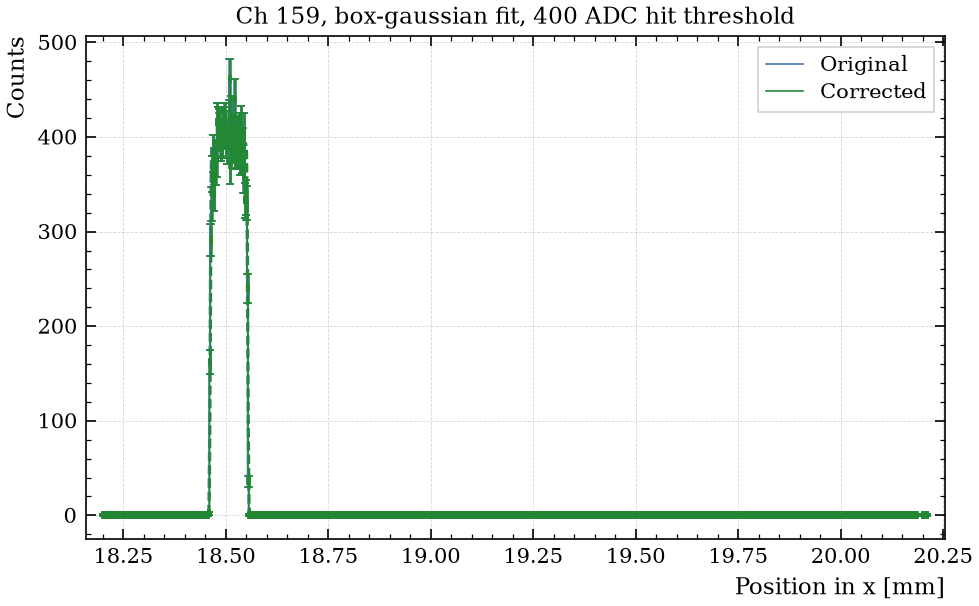 Ch 159, box-gaussian fit, 400 ADC hit threshold
Counts
500
400
300
200
100
0
Original
Corrected
18.25 18.50 18.75 19.00 19.25 19.50 19.75 20.00 20.25
Position in x [mm]